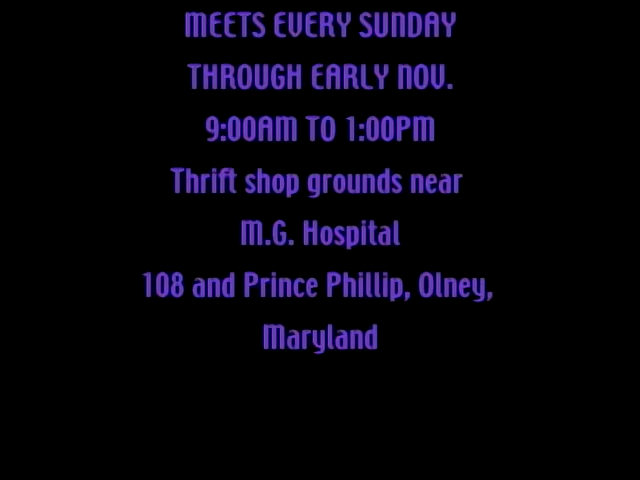 MEETS EVERY SUNDAY
THROUGH EARLY NOV.
9:00AM TO 1:00PM
Thrift shop grounds near
M.G. Hospital
108 and Prince Phillip, Olney,
Maryland